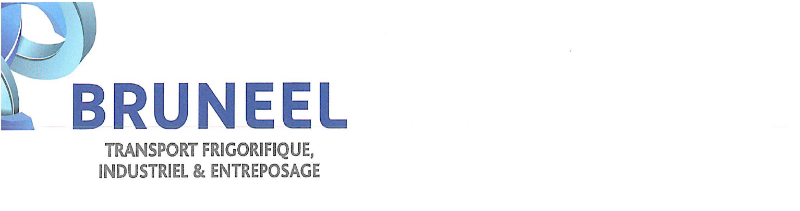 BRUNEEL
TRANSPORT FRIGORIFIQUE,
INDUSTRIEL & ENTREPOSAGE